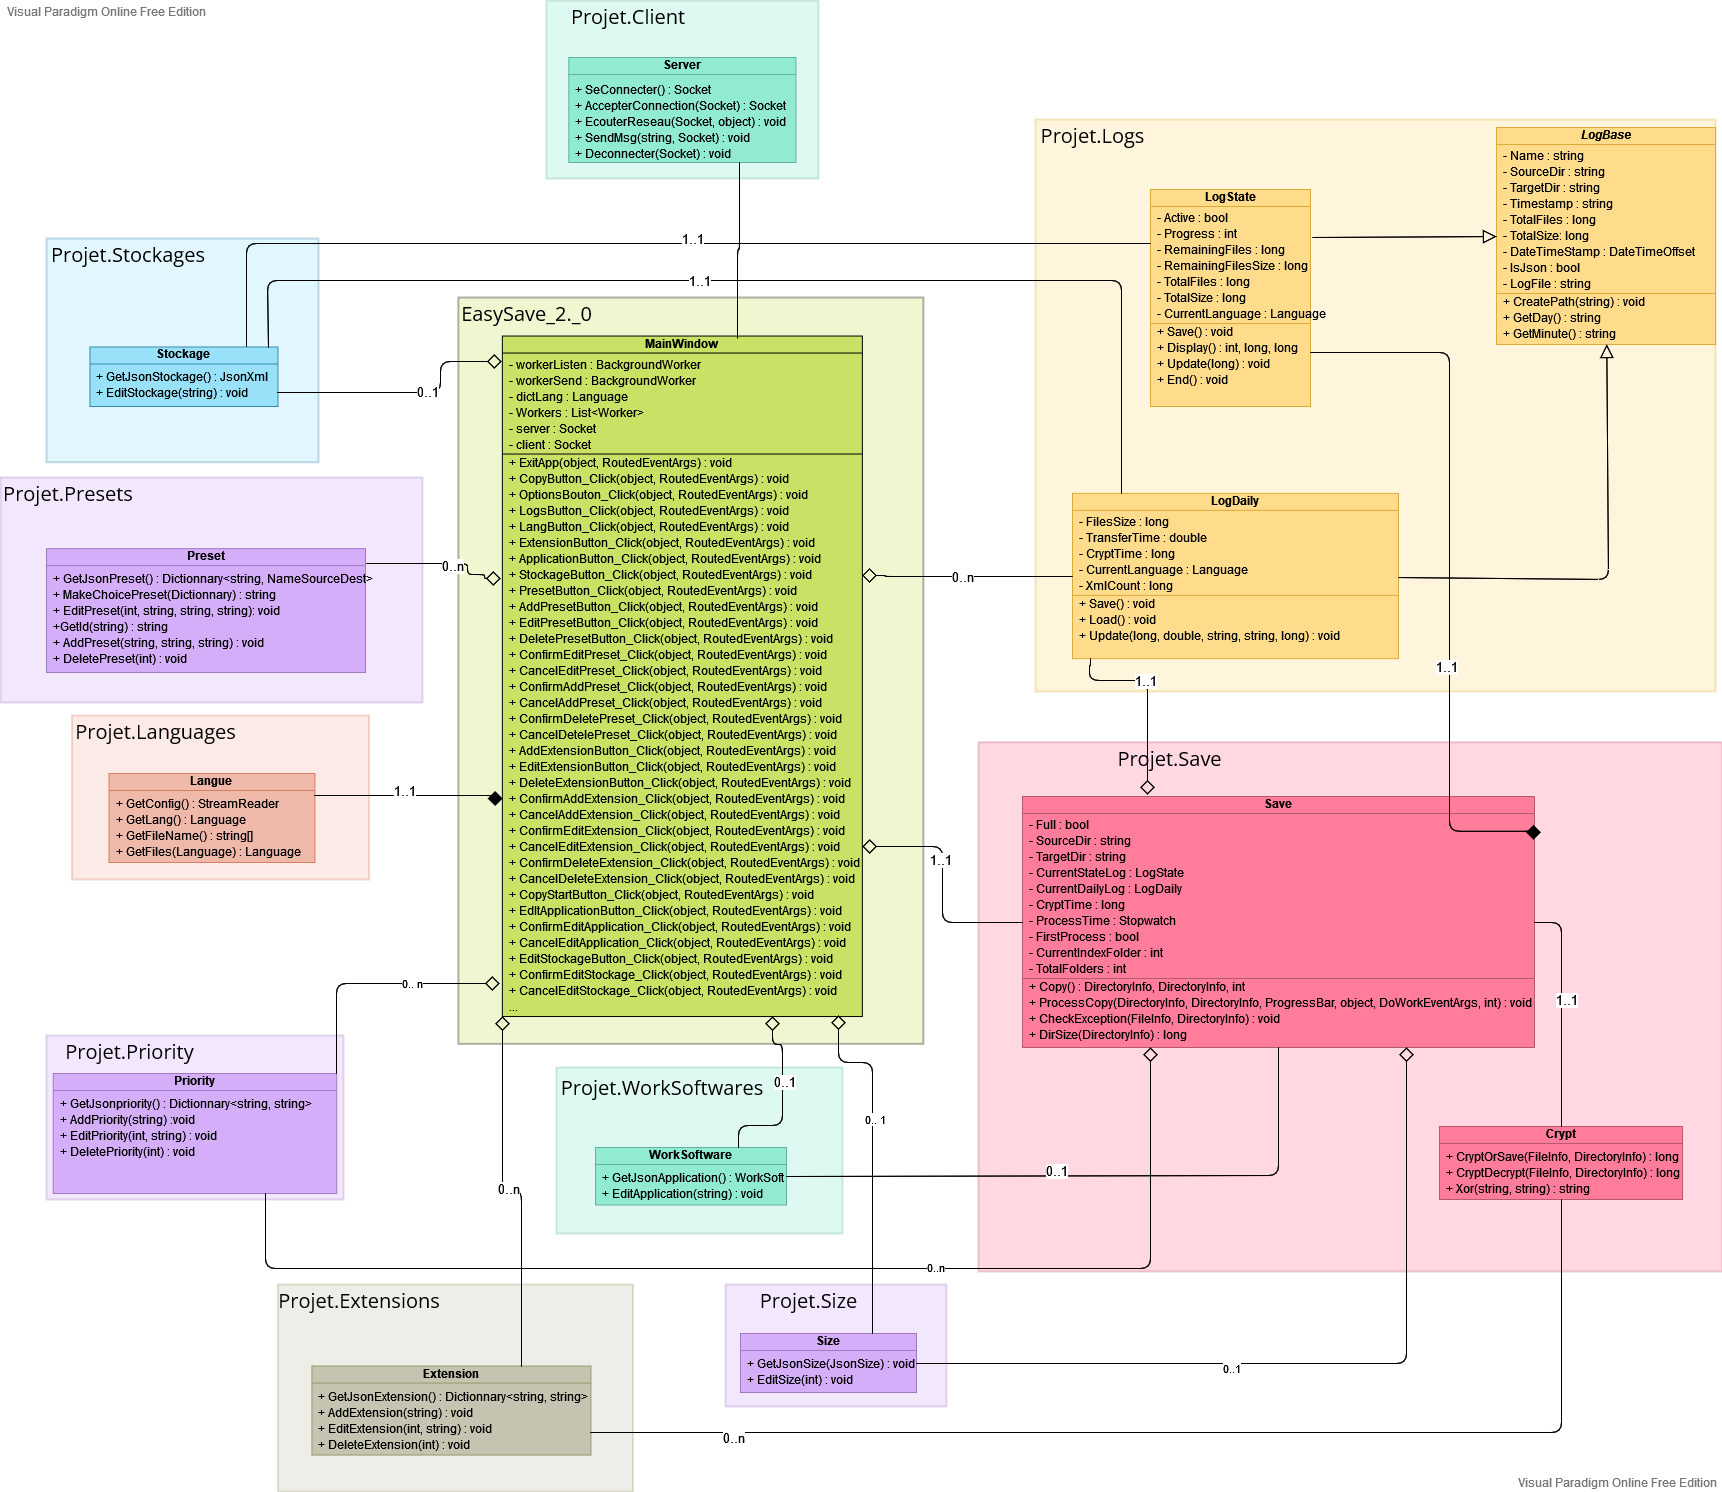 Visual Paradigm Online Free Edition
Projet.Client
Server
+ SeConnecter() : Socket
+ AccepterConnection(Socket) : Socket
+ EcouterReseau(Socket, object) : void
+ SendMsg(string, Socket) : void
+ Deconnecter(Socket) : void
Projet.Logs
LogBase
- Name : string
- SourceDir : string
- TargetDir : string
- Timestamp : string
- TotalFiles : long
- TotalSize: long
- DateTimeStamp : DateTimeOffset
- IsJson : bool
- LogFile : string
+ CreatePath(string) : void
+ GetDay() : string
+ GetMinute() : string
LogState
- Active : bool
- Progress : int
- RemainingFiles : long
- RemainingFilesSize : long
- TotalFiles : long
- TotalSize : long
- CurrentLanguage : Language
+ Save() : void
+ Display() : int, long, long
+ Update(long) : void
+ End() : void
1..1
1..1
Projet.Stockages
Stockage
+ GetJsonStockage() : JsonXml
+ EditStockage(string) : void
0..1
EasySave_2._0
MainWindow
- workerListen : BackgroundWorker
- workerSend : BackgroundWorker
- dictLang : Language
- Workers : List<Worker>
- server : Socket
- client : Socket
+ ExitApp(object, RoutedEventArgs) : void
+ CopyButton_Click(object, RoutedEventArgs) : void
+ OptionsBouton_Click(object, RoutedEventArgs) : void
+ LogsButton_Click(object, RoutedEventArgs) : void
+ LangButton_Click(object, RoutedEventArgs) : void
+ ExtensionButton_Click(object, RoutedEventArgs) : void
+ ApplicationButton_Click(object, RoutedEventArgs) : void
+ StockageButton_Click(object, RoutedEventArgs) : void
+ PresetButton_Click(object, RoutedEventArgs) : void
+ AddPresetButton_Click(object, RoutedEventArgs) : void
+ EditPresetButton_Click(object, RoutedEventArgs) : void
+ DeletePresetButton_Click(object, RoutedEventArgs) : void
+ ConfirmEditPreset_Click(object, RoutedEventArgs) : void
+ CancelEditPreset_Click(object, RoutedEventArgs) : void
+ ConfirmAddPreset_Click(object, RoutedEventArgs) : void
+ CancelAddPreset_Click(object, RoutedEventArgs) : void
+ ConfirmDeletePreset_Click(object, RoutedEventArgs) : void
+ CancelDetelePreset_Click(object, RoutedEventArgs) : void
+ AddExtensionButton_Click(object, RoutedEventArgs) : void
+ EditExtensionButton_Click(object, RoutedEventArgs) : void
+ DeleteExtensionButton_Click(object, RoutedEventArgs) : void
+ ConfirmAddExtension_Click(object, RoutedEventArgs) : void
+ CancelAddExtension_Click(object, RoutedEventArgs) : void
+ ConfirmEditExtension_Click(object, RoutedEventArgs) : void
+ CancelEditExtension_Click(object, RoutedEventArgs) : void
+ ConfirmDeleteExtension_Click(object, RoutedEventArgs) : void
+ CancelDeleteExtension_Click(object, RoutedEventArgs) : void
+ CopyStartButton_Click(object, RoutedEventArgs) : void
+ EditApplicationButton_Click(object, RoutedEventArgs) : void
+ ConfirmEditApplication_Click(object, RoutedEventArgs) : void
+ CancelEditApplication_Click(object, RoutedEventArgs) : void
+ EditStockageButton_Click(object, RoutedEventArgs) : void
+ ConfirmEditStockage_Click(object, RoutedEventArgs) : void
+ CancelEditStockage_Click(object, RoutedEventArgs) : void
...
Projet.Presets
Preset
+ GetJsonPreset() : Dictionnary<string, NameSourceDest>
+ MakeChoicePreset(Dictionnary) : string
+ EditPreset(int, string, string, string): void
+GetId(string) : string
+ AddPreset(string, string, string) : void
+ DeletePreset(int) : void
0..n
LogDaily
- FilesSize : long
- TransferTime : double
- CryptTime : long
- CurrentLanguage : Language
- XmlCount : long
+ Save() : void
+ Load() : void
+ Update(long, double, string, string, long) : void
0..n
1..1
1..1
Projet.Languages
Langue
+ GetConfig() : StreamReader
+ GetLang() : Language
+ GetFileName() : string[]
+ GetFiles(Language) : Language
1..1
1..1
Projet.Save
Save
- Full : bool
- SourceDir : string
- TargetDir : string
- CurrentStateLog : LogState
- CurrentDailyLog : LogDaily
- CryptTime : long
- ProcessTime : Stopwatch
- FirstProcess : bool
- CurrentIndexFolder : int
- TotalFolders : int
+ Copy() : DirectoryInfo, DirectoryInfo, int
+ ProcessCopy(DirectoryInfo, DirectoryInfo, ProgressBar, object, DoWorkEventArgs, int) : void
+ CheckException(FileInfo, DirectoryInfo) : void
+ DirSize(DirectoryInfo) : long
1..1
Crypt
+ CryptOrSave(FileInfo, DirectoryInfo) : long
+ CryptDecrypt(FileInfo, DirectoryInfo) : long
+ Xor(string, string) : string
0.. n
Projet.Priority
Priority
+ GetJsonpriority() : Dictionnary<string, string>
+ AddPriority(string) :void
+ EditPriority(int, string) : void
+ DeletePriority(int) : void
0..n
Projet.WorkSoftwares
0..1
0.. 1
WorkSoftware
+ GetJsonApplication() : WorkSoft
+ EditApplication(string) : void
0..1
0..n
Projet.Extensions
Extension
+ GetJsonExtension() : Dictionnary<string, string>
+ AddExtension(string) : void
+ EditExtension(int, string) : void
+ DeleteExtension(int) : void
Projet.Size
Size
+ GetJsonSize(JsonSize) : void
+ EditSize(int) : void
0..1
0..n
Visual Paradigm Online Free Edition